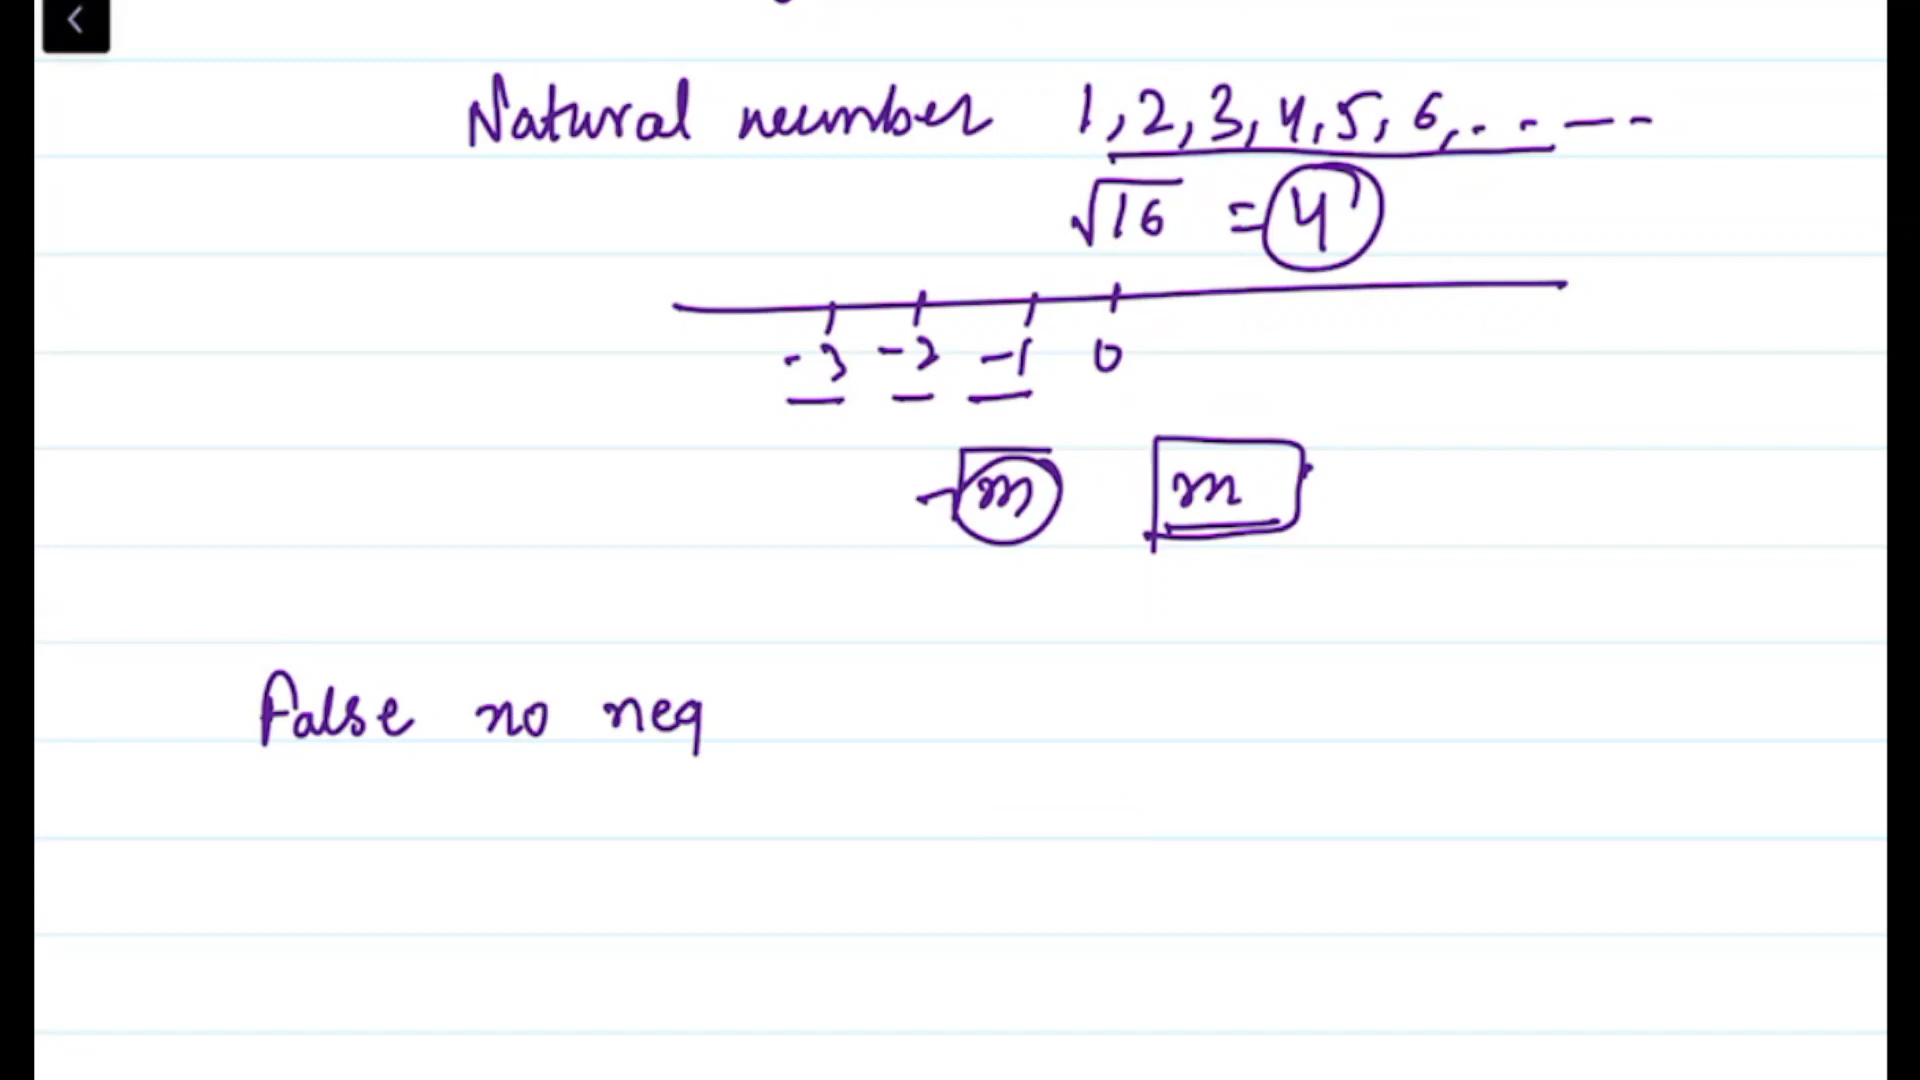 Natural number 1, 2, 3, 4, 5, 6, . . - — -
√16 = 4
-3 -2 -1 0
√m m
False no neg